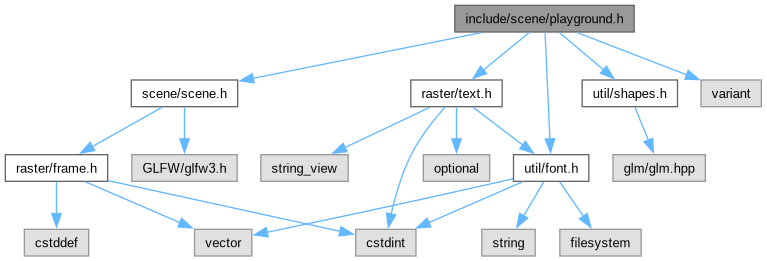 include/scene/playground.h
scene/scene.h
raster/text.h
util/shapes.h
variant
raster/frame.h
GLFW/glfw3.h
string_view
optional
util/font.h
glm/glm.hpp
cstddef
vector
cstdint
string
filesystem